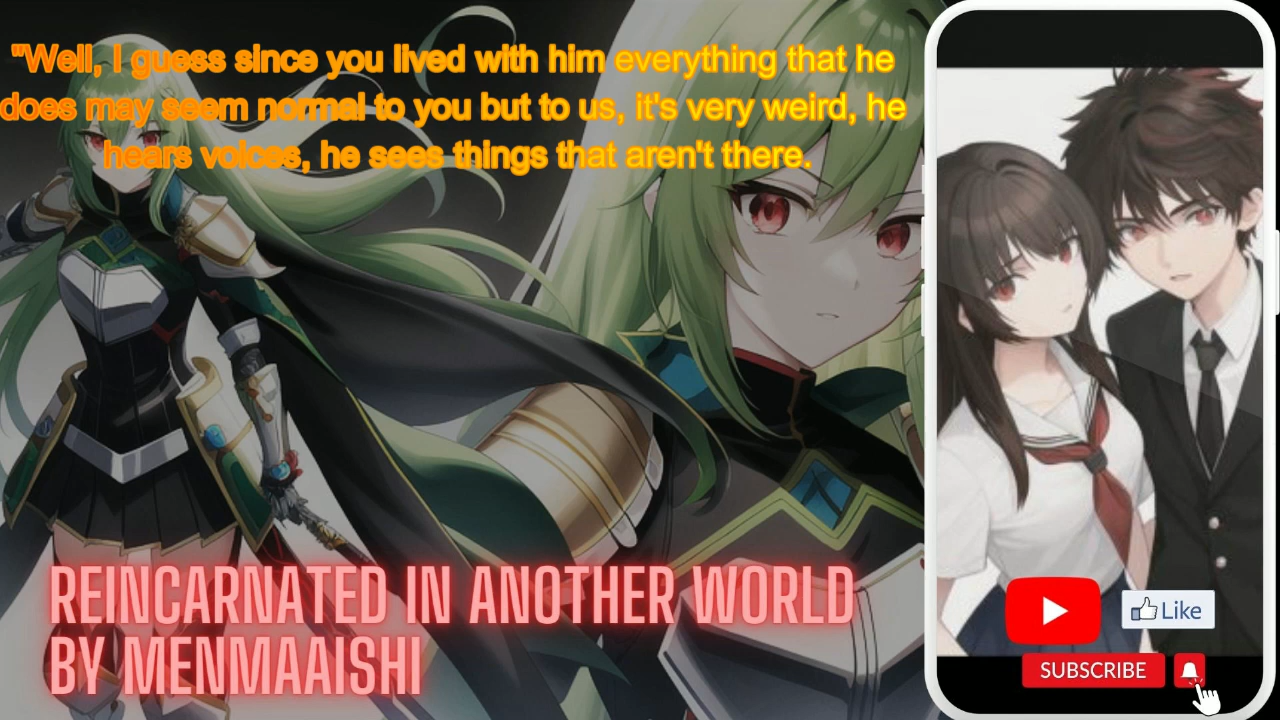 "Well, I guess since you lived with him everything that he
does may seem normal to you but to us, it's very weird, he
hears voices, he sees things that aren't there.
REINCARNATED IN ANOTHER WORLD
BY MENMAAISHI
Like
SUBSCRIBE